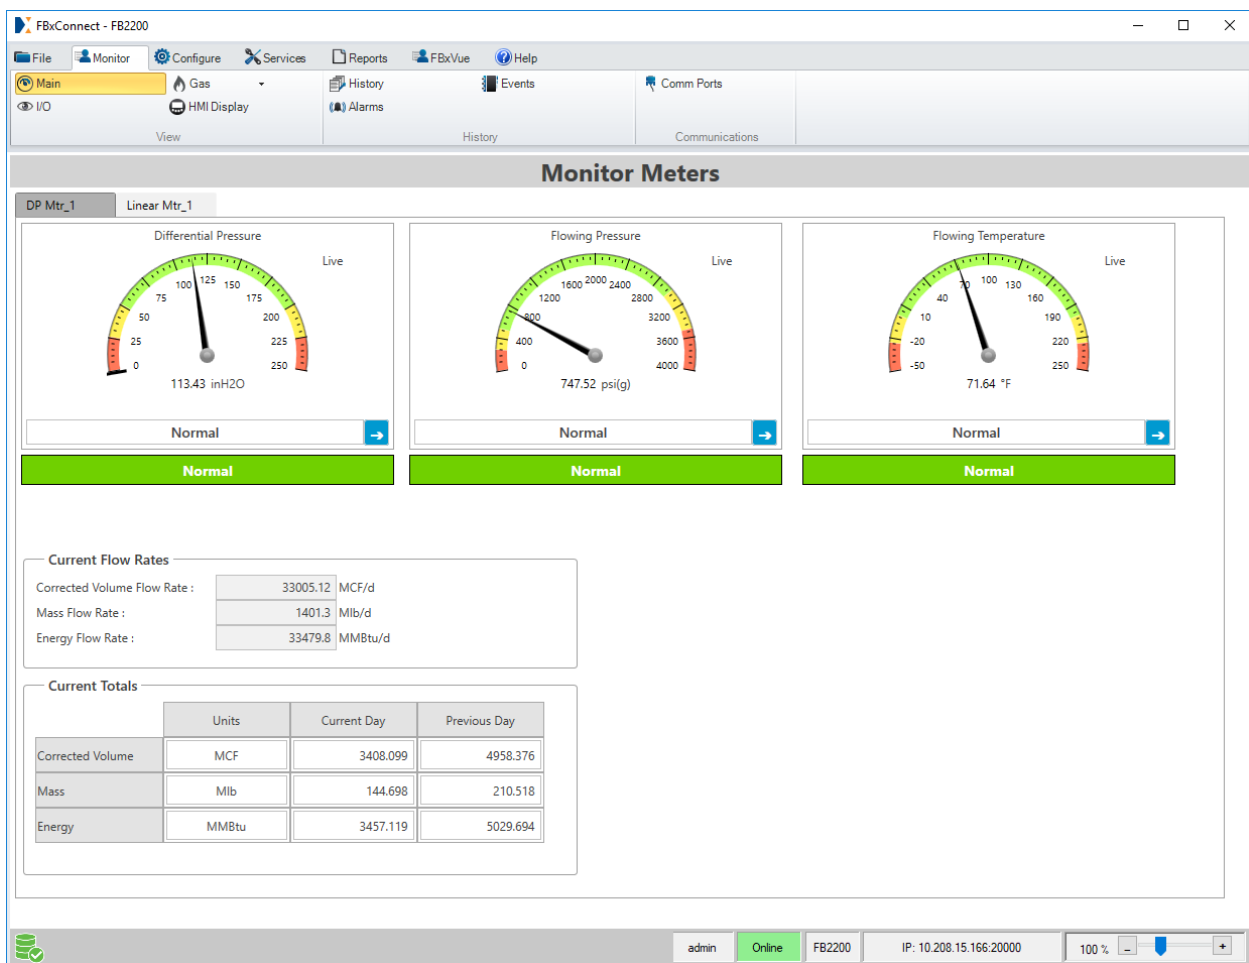 FBxConnect - FB2200
File Monitor Configure Services Reports FBxVue Help
Main Gas History Events Comm Ports
I/O HMI Display Alarms
View History Communications
Monitor Meters
DP Mtr_1 Linear Mtr_1
Differential Pressure
Live
0 25 50 75 100 125 150 175 200 225 250
113.43 inH2O
Normal
Normal
Flowing Pressure
Live
0 400 800 1200 1600 2000 2400 2800 3200 3600 4000
747.52 psi(g)
Normal
Normal
Flowing Temperature
Live
-50 -20 10 40 70 100 130 160 190 220 250
71.64 °F
Normal
Normal
Current Flow Rates
Corrected Volume Flow Rate : 33005.12 MCF/d
Mass Flow Rate : 1401.3 Mlb/d
Energy Flow Rate : 33479.8 MMBtu/d
Current Totals
Units Current Day Previous Day
Corrected Volume MCF 3408.099 4958.376
Mass Mlb 144.698 210.518
Energy MMBtu 3457.119 5029.694
admin Online FB2200 IP: 10.208.15.166:20000 100 % - +